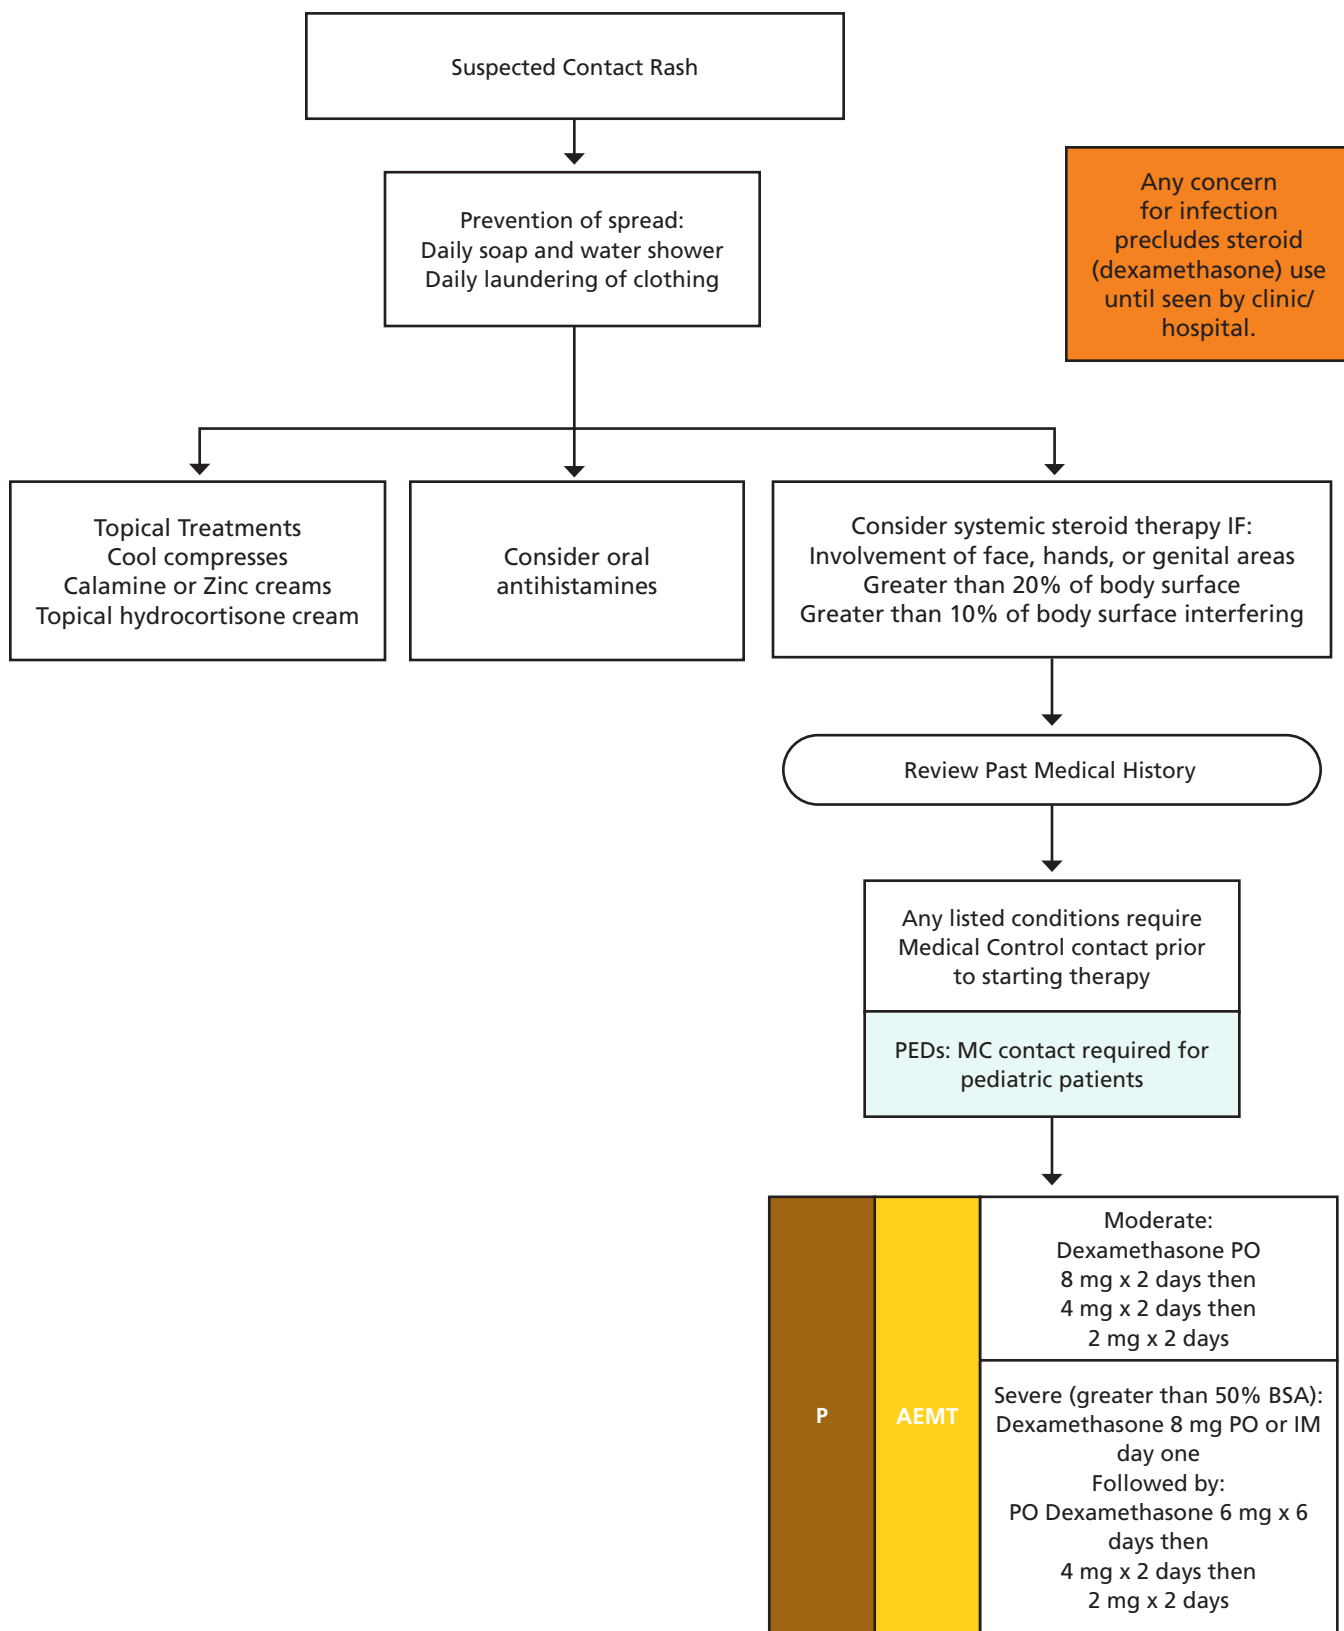 Suspected Contact Rash
Prevention of spread:
Daily soap and water shower
Daily laundering of clothing
Any concern
for infection
precludes steroid
(dexamethasone) use
until seen by clinic/
hospital.
Topical Treatments
Cool compresses
Calamine or Zinc creams
Topical hydrocortisone cream
Consider oral
antihistamines
Consider systemic steroid therapy IF:
Involvement of face, hands, or genital areas
Greater than 20% of body surface
Greater than 10% of body surface interfering
Review Past Medical History
Any listed conditions require
Medical Control contact prior
to starting therapy
PEDs: MC contact required for
pediatric patients
P
AEMT
Moderate:
Dexamethasone PO
8 mg x 2 days then
4 mg x 2 days then
2 mg x 2 days
Severe (greater than 50% BSA):
Dexamethasone 8 mg PO or IM
day one
Followed by:
PO Dexamethasone 6 mg x 6
days then
4 mg x 2 days then
2 mg x 2 days